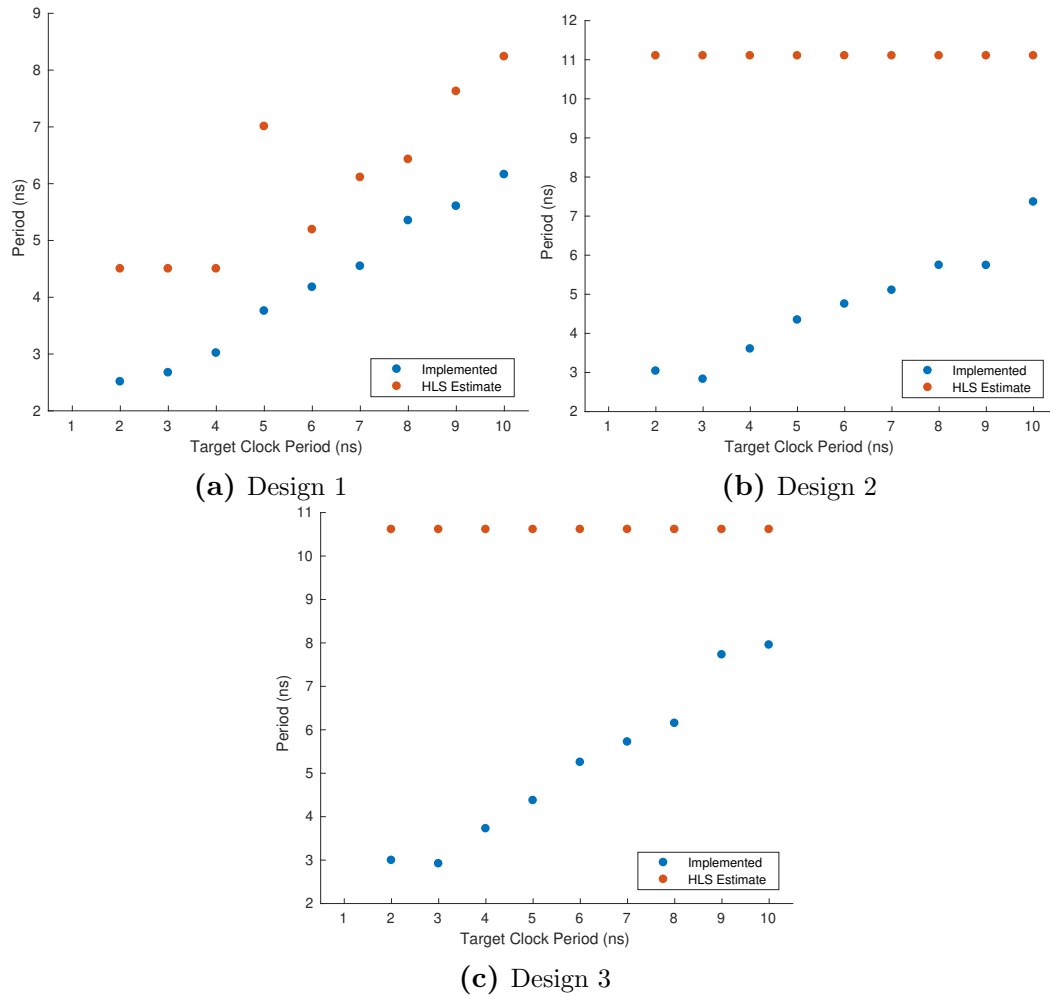 9
8
7
6
5
4
3
2
Period (ns)
1 2 3 4 5 6 7 8 9 10
Target Clock Period (ns)
Implemented
HLS Estimate
(a) Design 1
12
11
10
9
8
7
6
5
4
3
2
Period (ns)
1 2 3 4 5 6 7 8 9 10
Target Clock Period (ns)
Implemented
HLS Estimate
(b) Design 2
11
10
9
8
7
6
5
4
3
2
Period (ns)
1 2 3 4 5 6 7 8 9 10
Target Clock Period (ns)
Implemented
HLS Estimate
(c) Design 3